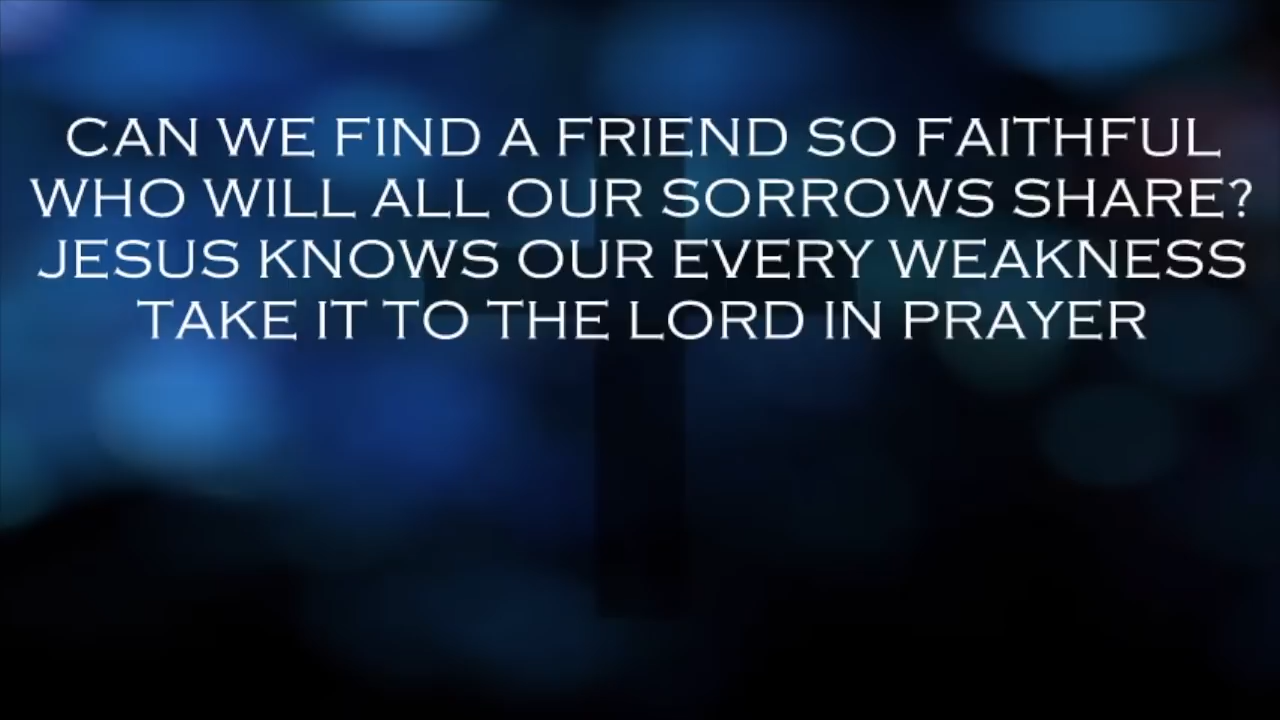 CAN WE FIND A FRIEND SO FAITHFUL
WHO WILL ALL OUR SORROWS SHARE?
JESUS KNOWS OUR EVERY WEAKNESS
TAKE IT TO THE LORD IN PRAYER